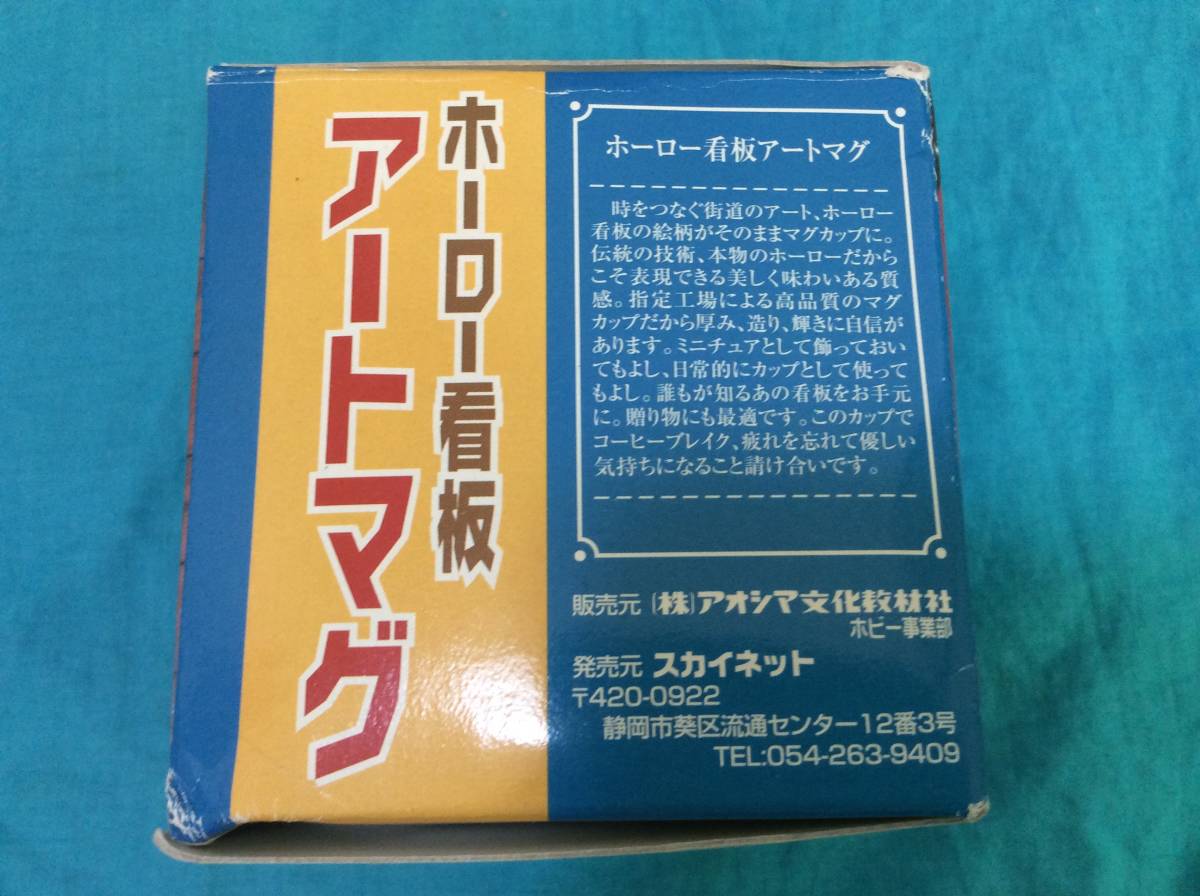 ホーロー看板
アートマグ
ホーロー看板アートマグ
時をつなぐ街道のアート、ホーロー
看板の絵柄がそのままマグカップに。
伝統の技術、本物のホーローだから
こそ表現できる美しく味わいある質
感。指定工場による高品質のマグ
カップだから厚み、造り、輝きに自信が
あります。ミニチュアとして飾っておい
てもよし、日常的にカップとして使って
もよし。誰もが知るあの看板をお手元
に。贈り物にも最適です。このカップで
コーヒーブレイク、疲れを忘れて優しい
気持ちになること請け合いです。
販売元 (株)アオシマ文化教材社
ホビー事業部
発売元 スカイネット
〒420-0922
静岡市葵区流通センター12番3号
TEL:054-263-9409